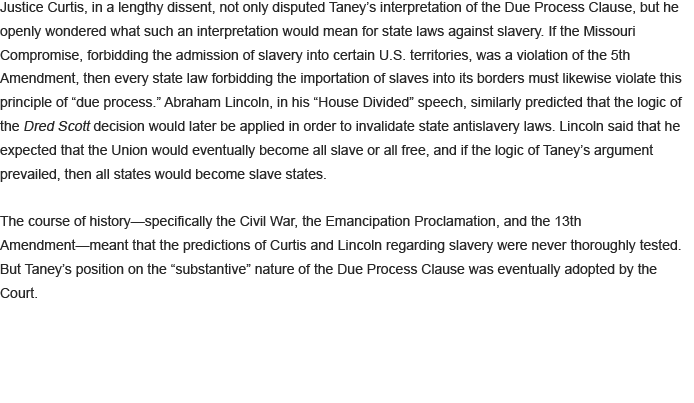 Justice Curtis, in a lengthy dissent, not only disputed Taney’s interpretation of the Due Process Clause, but he
openly wondered what such an interpretation would mean for state laws against slavery. If the Missouri
Compromise, forbidding the admission of slavery into certain U.S. territories, was a violation of the 5th
Amendment, then every state law forbidding the importation of slaves into its borders must likewise violate this
principle of “due process.” Abraham Lincoln, in his “House Divided” speech, similarly predicted that the logic of
the Dred Scott decision would later be applied in order to invalidate state antislavery laws. Lincoln said that he
expected that the Union would eventually become all slave or all free, and if the logic of Taney’s argument
prevailed, then all states would become slave states.
The course of history—specifically the Civil War, the Emancipation Proclamation, and the 13th
Amendment—meant that the predictions of Curtis and Lincoln regarding slavery were never thoroughly tested.
But Taney’s position on the “substantive” nature of the Due Process Clause was eventually adopted by the
Court.